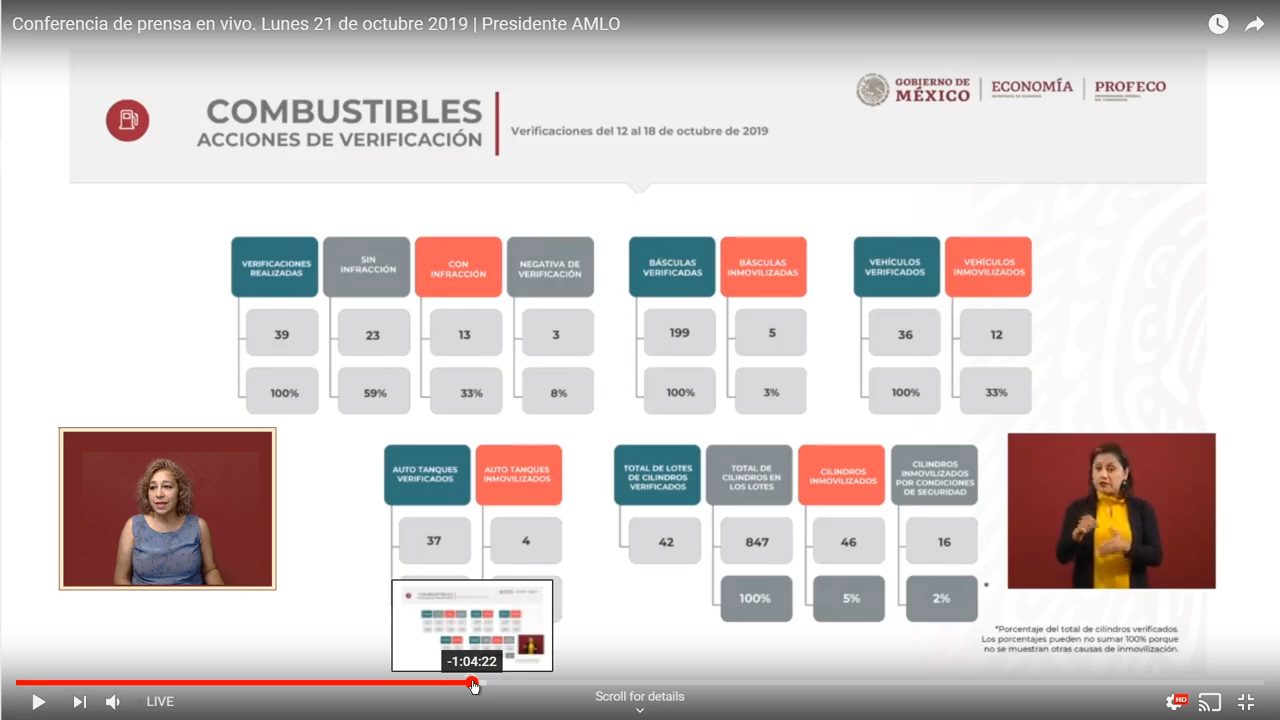 Conferencia de prensa en vivo. Lunes 21 de octubre 2019 | Presidente AMLO
GOBIERNO DE
MÉXICO
ECONOMÍA
PROFECO
COMBUSTIBLES
ACCIONES DE VERIFICACIÓN
Verificaciones del 12 al 18 de octubre de 2019
VERIFICACIONES
REALIZADAS
39
100%
SIN
INFRACCIÓN
23
59%
CON
INFRACCIÓN
13
33%
NEGATIVA DE
VERIFICACIÓN
3
8%
BÁSCULAS
VERIFICADAS
199
100%
BÁSCULAS
INMOVILIZADAS
5
3%
VEHÍCULOS
VERIFICADOS
36
100%
VEHÍCULOS
INMOVILIZADOS
12
33%
AUTO TANQUES
VERIFICADOS
37
AUTO TANQUES
INMOVILIZADOS
4
TOTAL DE LOTES
DE CILINDROS
VERIFICADOS
42
TOTAL DE
CILINDROS EN
LOS LOTES
847
100%
CILINDROS
INMOVILIZADOS
46
5%
CILINDROS
INMOVILIZADOS
POR CONDICIONES
DE SEGURIDAD
16
2%
*
*Porcentaje del total de cilindros verificados.
Los porcentajes pueden no sumar 100% porque
no se muestran otras causas de inmovilización.
-1:04:22
LIVE
Scroll for details
HD